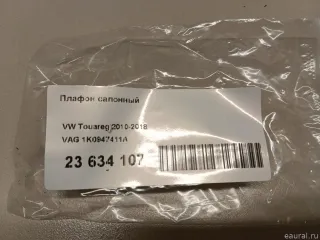 Плафон салонный
VW Touareg 2010-2018
VAG 1K0947411A
23 634 107
eaural.ru